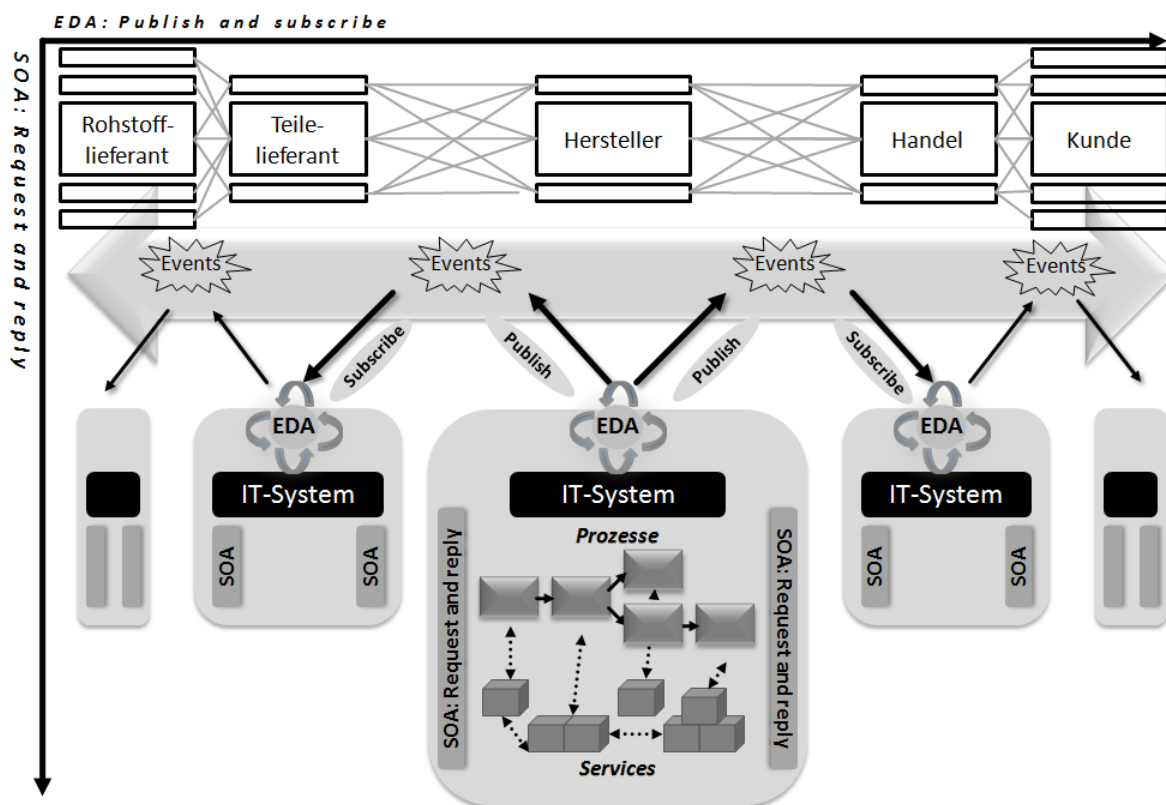 EDA: Publish and subscribe
SOA: Request and reply
Rohstoff-
lieferant
Teile-
lieferant
Hersteller
Handel
Kunde
Events
Events
Events
Events
Subscribe
Publish
Publish
Subscribe
EDA
EDA
EDA
IT-System
IT-System
IT-System
SOA
SOA
SOA: Request and reply
Prozesse
SOA: Request and reply
SOA
SOA
Services